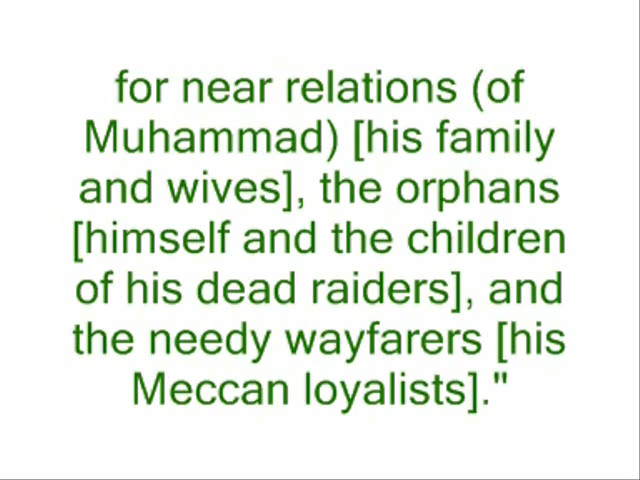 for near relations (of
Muhammad) [his family
and wives], the orphans
[himself and the children
of his dead raiders], and
the needy wayfarers [his
Meccan loyalists]."